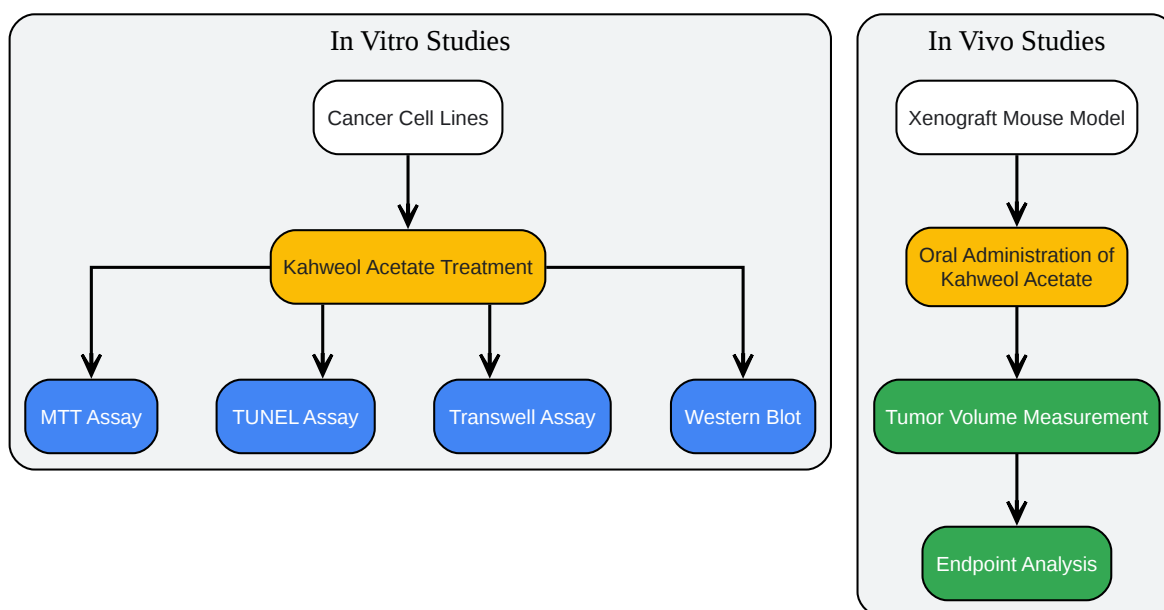 In Vitro Studies
Cancer Cell Lines
Kahweol Acetate Treatment
MTT Assay
TUNEL Assay
Transwell Assay
Western Blot
In Vivo Studies
Xenograft Mouse Model
Oral Administration of
Kahweol Acetate
Tumor Volume Measurement
Endpoint Analysis